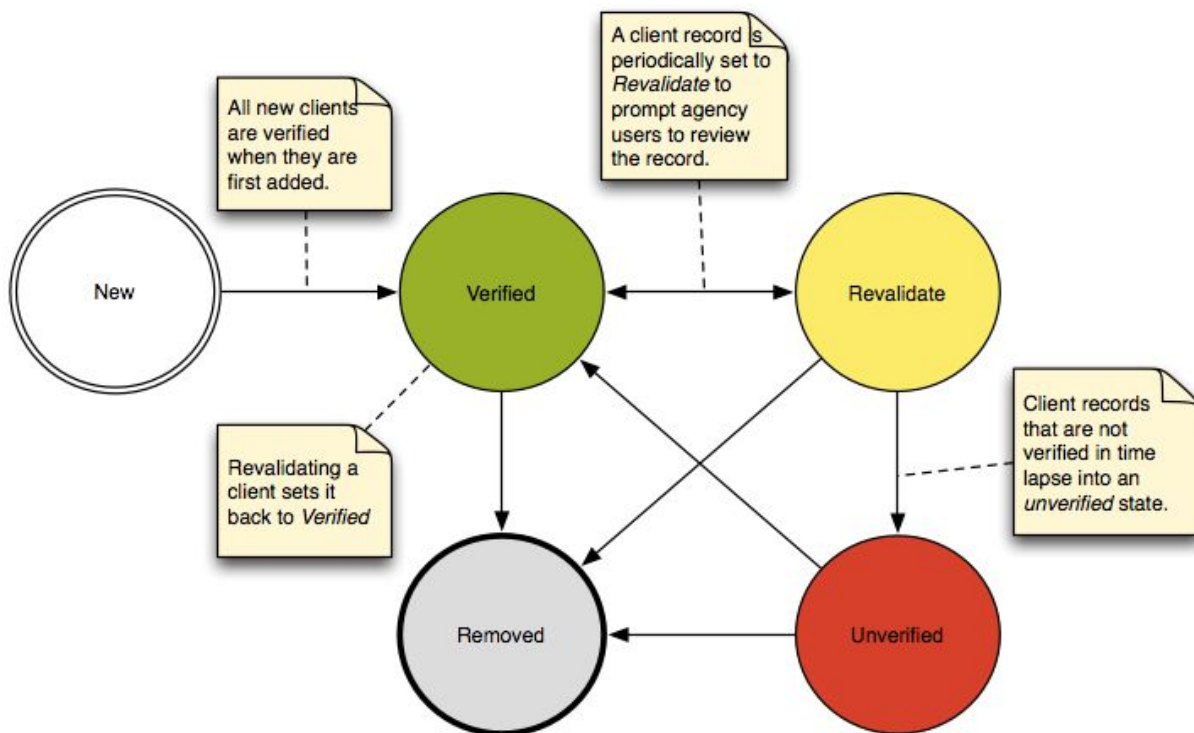 A client record is
periodically set to
Revalidate to
prompt agency
users to review
the record.
All new clients
are verified
when they are
first added.
New
Verified
Revalidate
Client records
that are not
verified in time
lapse into an
unverified state.
Revalidating a
client sets it
back to Verified
Removed
Unverified